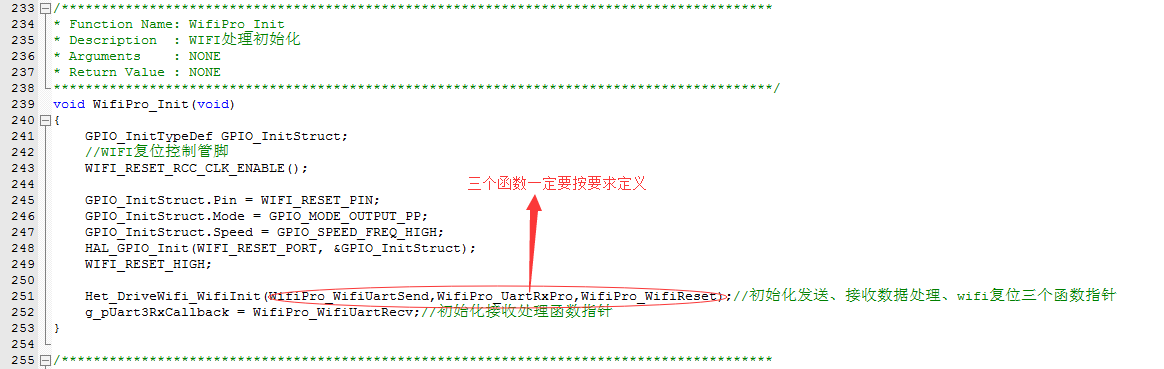 233 /*****************************************************************************************
234 * Function Name: WifiPro_Init
235 * Description  : WIFI处理初始化
236 * Arguments    : NONE
237 * Return Value : NONE
238 *****************************************************************************************/
239 void WifiPro_Init(void)
240 {
241     GPIO_InitTypeDef GPIO_InitStruct;
242     //WIFI复位控制管脚
243     WIFI_RESET_RCC_CLK_ENABLE();
244
三个函数一定要按要求定义
245     GPIO_InitStruct.Pin = WIFI_RESET_PIN;
246     GPIO_InitStruct.Mode = GPIO_MODE_OUTPUT_PP;
247     GPIO_InitStruct.Speed = GPIO_SPEED_FREQ_HIGH;
248     HAL_GPIO_Init(WIFI_RESET_PORT, &GPIO_InitStruct);
249     WIFI_RESET_HIGH;
250
251     Het_DriveWifi_WifiInit(WifiPro_WifiUartSend,WifiPro_UartRxPro,WifiPro_WifiReset);//初始化发送、接收数据处理、wifi复位三个函数指针
252     g_pUart3RxCallback = WifiPro_WifiUartRecv;//初始化接收处理函数指针
253 }
254
255 /*****************************************************************************************